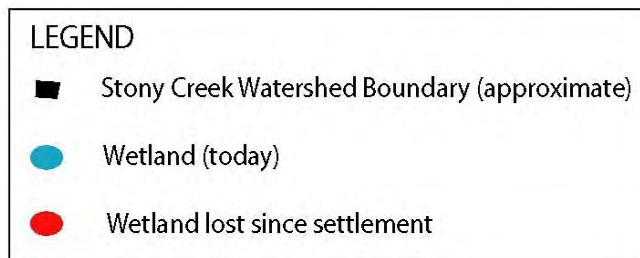 LEGEND
Stony Creek Watershed Boundary (approximate)
Wetland (today)
Wetland lost since settlement